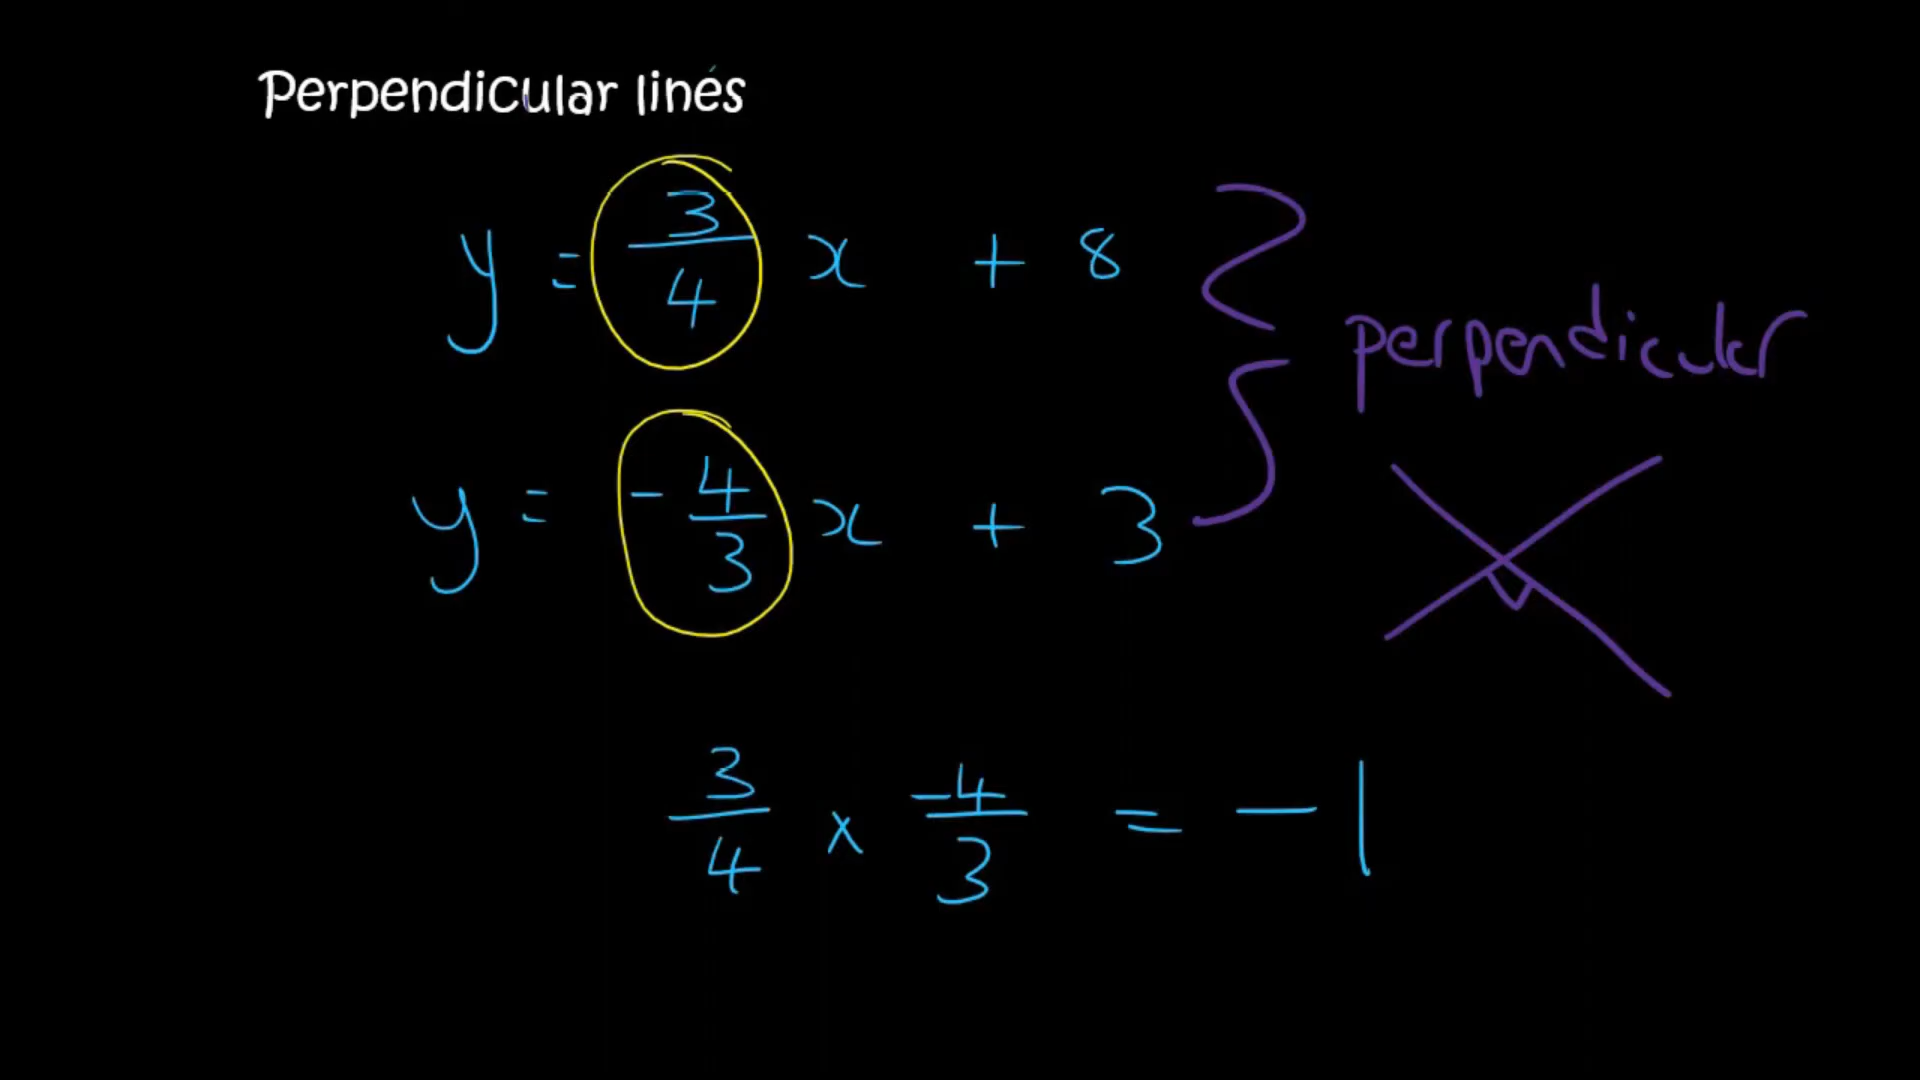 Perpendicular lines
y = 3/4 x + 8
perpendicular
y = -4/3 x + 3
3/4 x -4/3 = -1